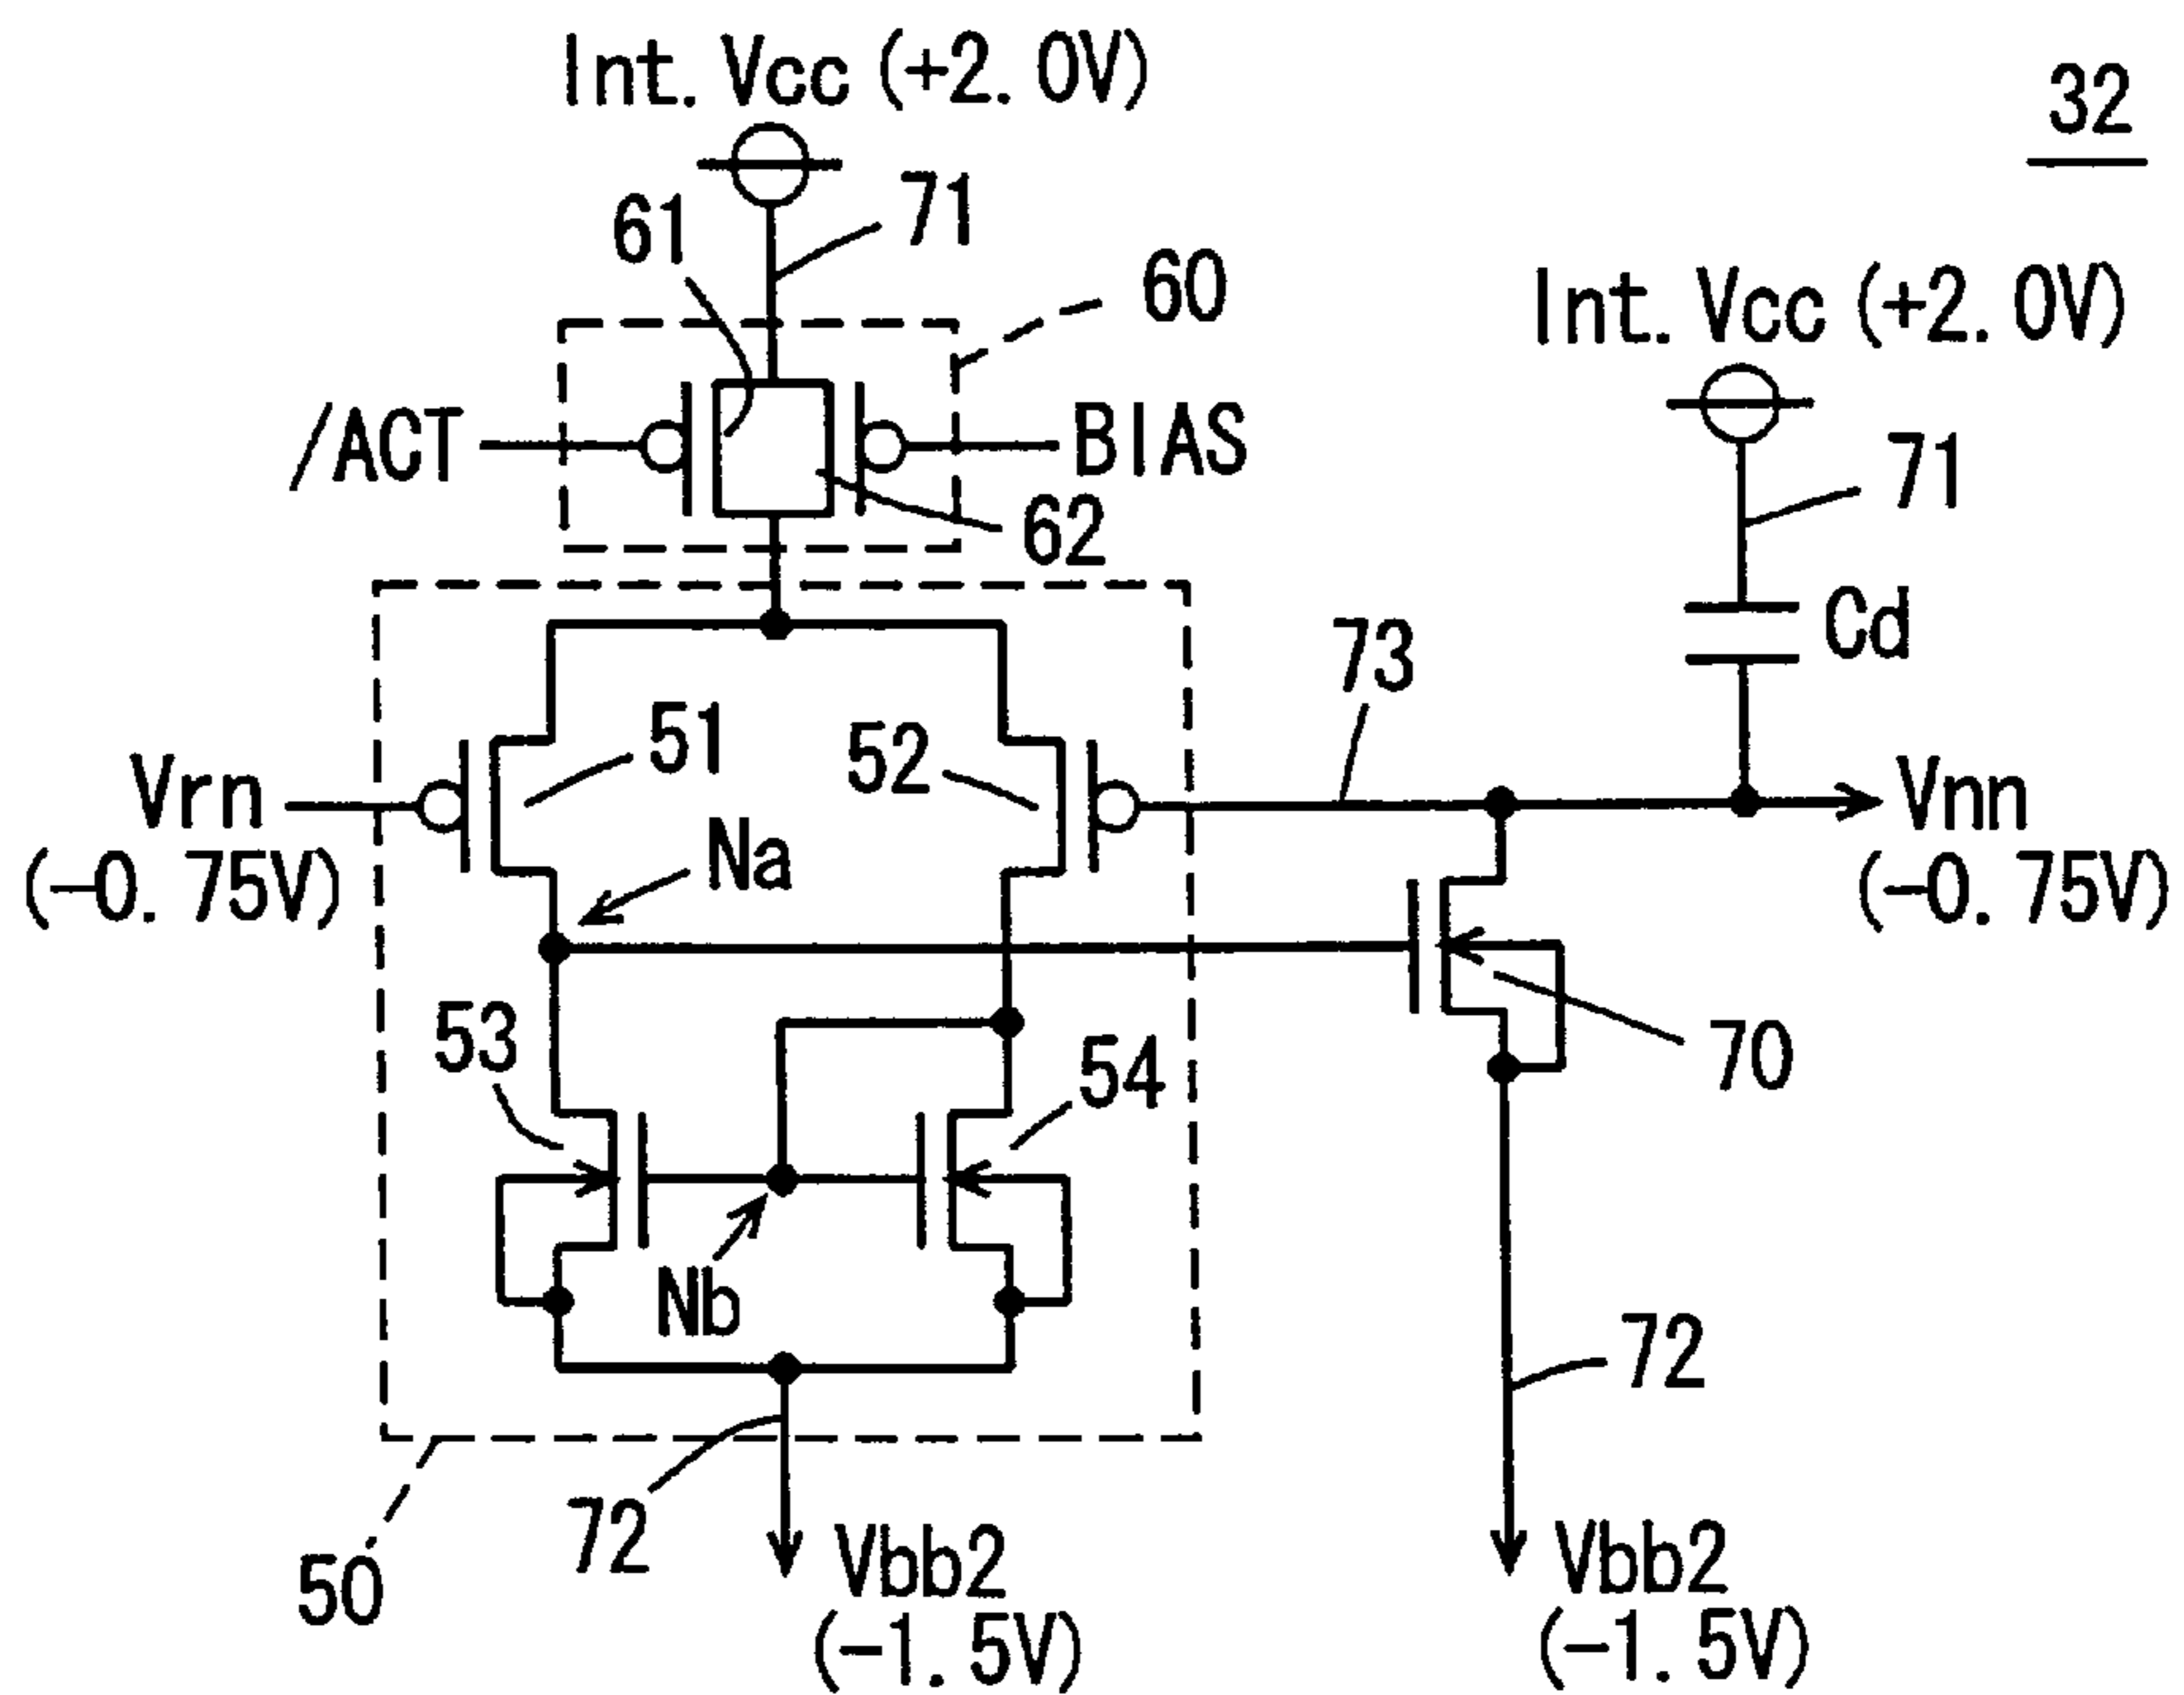 Int. Vcc (+2. 0V)
32
61
71
60
Int. Vcc (+2. 0V)
/ACT
BIAS
71
62
Cd
73
51
52
Vrn
(−0. 75V)
Na
Vnn
(−0. 75V)
53
54
70
Nb
72
72
50
Vbb2
(−1. 5V)
Vbb2
(−1. 5V)